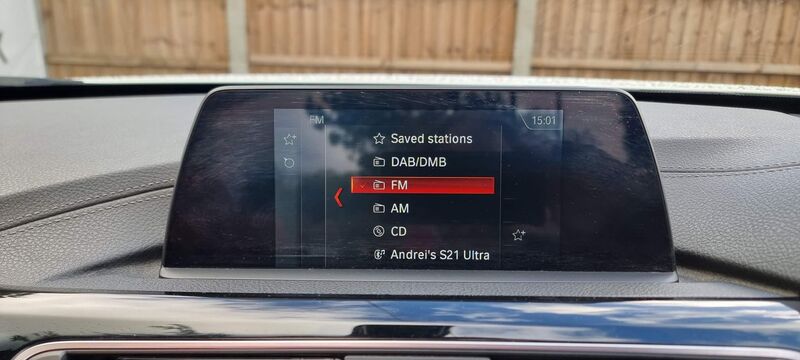 FM
15:01
Saved stations
DAB/DMB
FM
AM
CD
Andrei's S21 Ultra